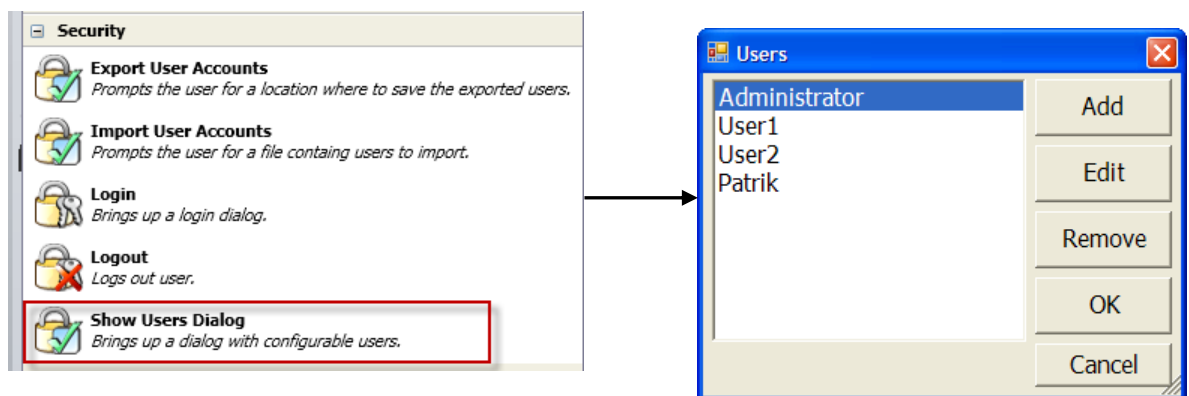 Security
Export User Accounts
Prompts the user for a location where to save the exported users.
Import User Accounts
Prompts the user for a file containg users to import.
Login
Brings up a login dialog.
Logout
Logs out user.
Show Users Dialog
Brings up a dialog with configurable users.
Users
Administrator
User1
User2
Patrik
Add
Edit
Remove
OK
Cancel